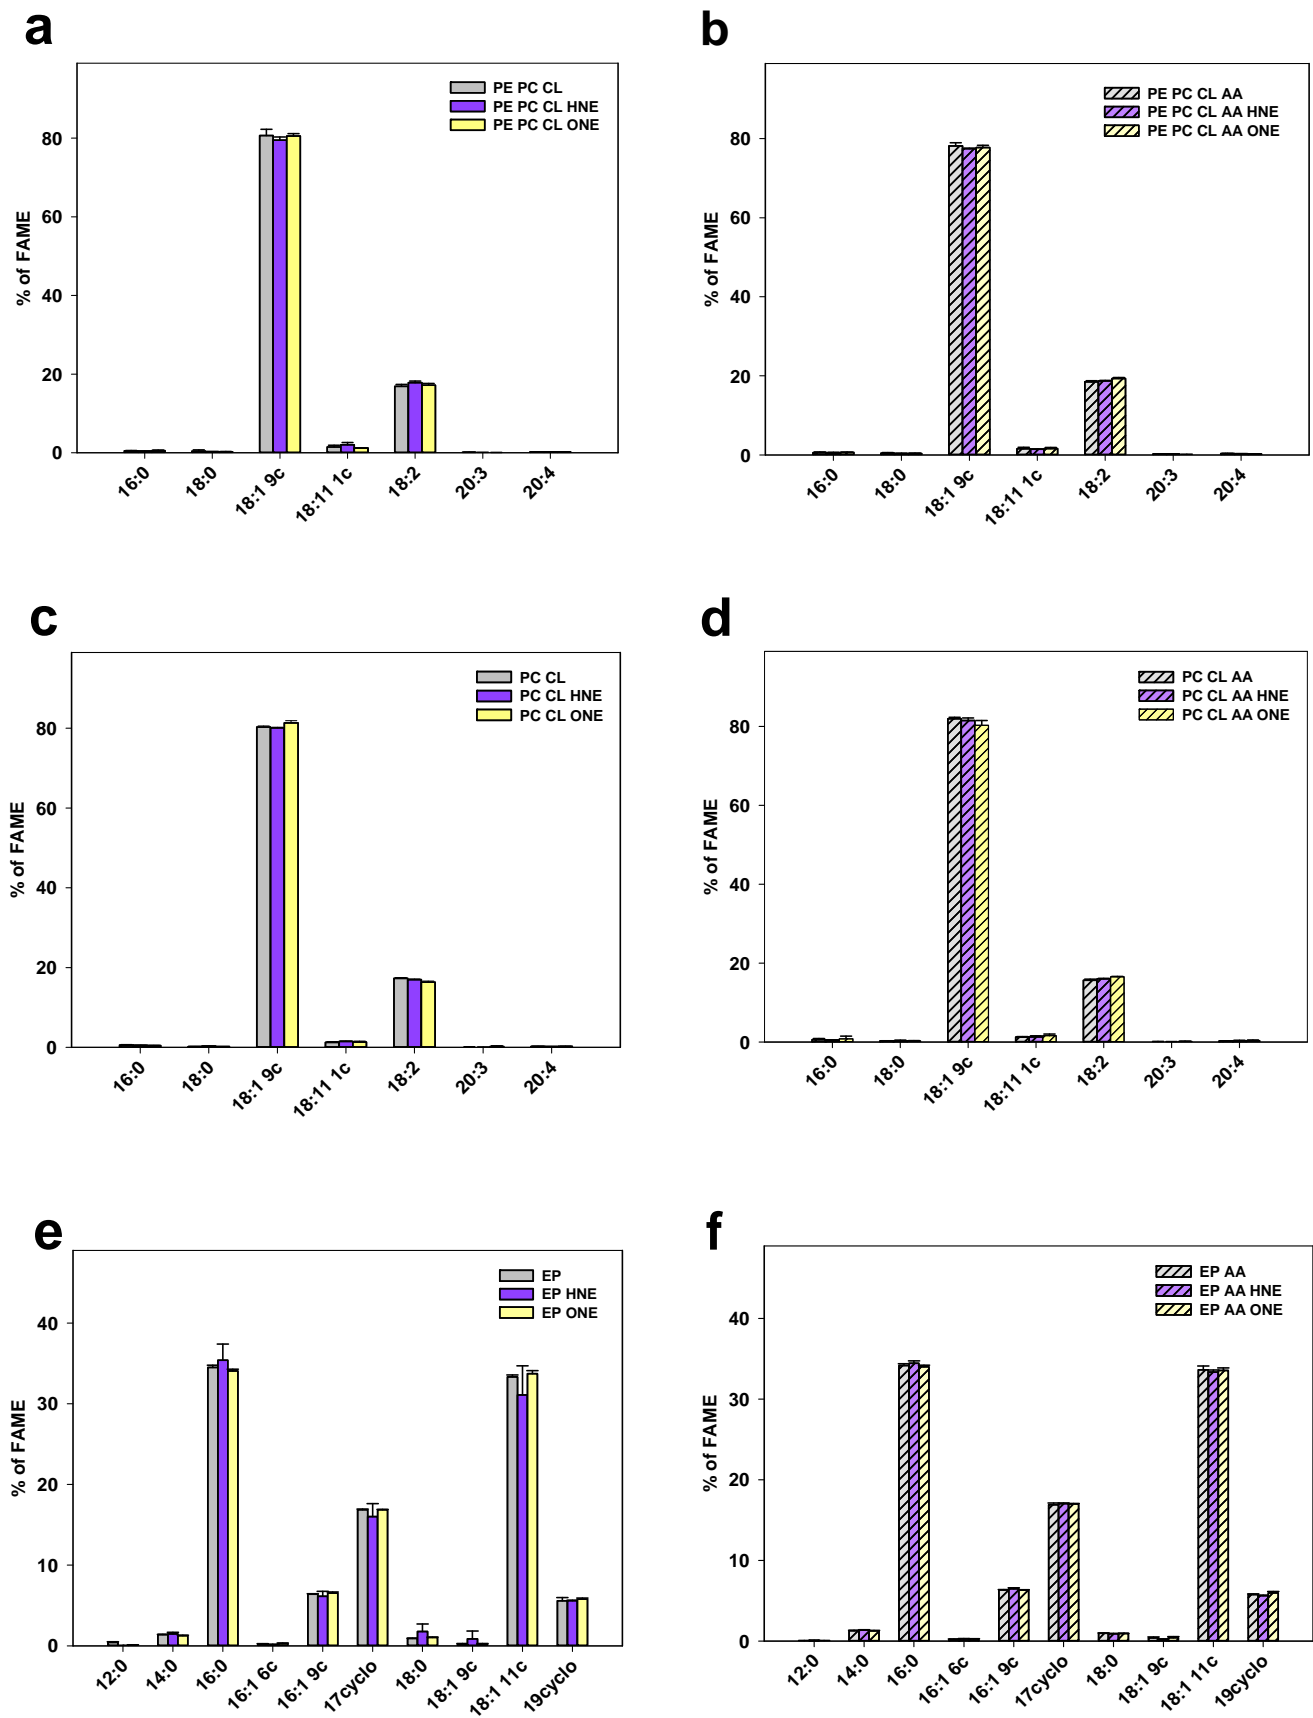 a
PE PC CL
PE PC CL HNE
PE PC CL ONE
% of FAME
80
60
40
20
0
16:0
18:0
18:1 9c
18:11 1c
18:2
20:3
20:4
b
PE PC CL AA
PE PC CL AA HNE
PE PC CL AA ONE
% of FAME
80
60
40
20
0
16:0
18:0
18:1 9c
18:11 1c
18:2
20:3
20:4
c
PC CL
PC CL HNE
PC CL ONE
% of FAME
80
60
40
20
0
16:0
18:0
18:1 9c
18:11 1c
18:2
20:3
20:4
d
PC CL AA
PC CL AA HNE
PC CL AA ONE
% of FAME
80
60
40
20
0
16:0
18:0
18:1 9c
18:11 1c
18:2
20:3
20:4
e
EP
EP HNE
EP ONE
% of FAME
40
30
20
10
0
12:0
14:0
16:0
16:1 6c
16:1 9c
17cyclo
18:0
18:1 9c
18:1 11c
19cyclo
f
EP AA
EP AA HNE
EP AA ONE
% of FAME
40
30
20
10
0
12:0
14:0
16:0
16:1 6c
16:1 9c
17cyclo
18:0
18:1 9c
18:1 11c
19cyclo